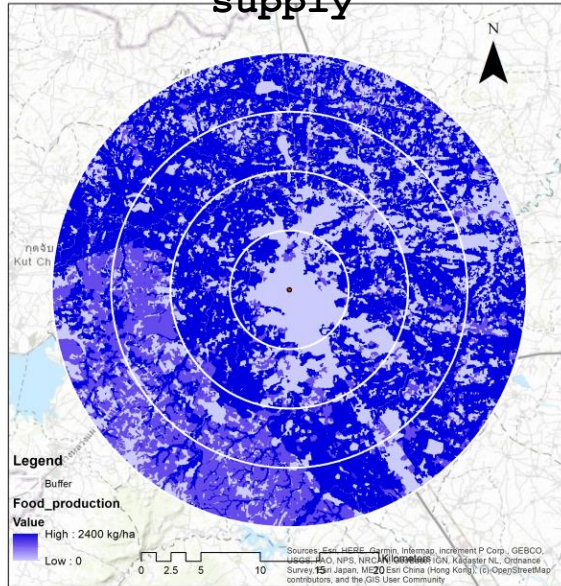 supply
N
กุดจับ
Kut Ch
Legend
Buffer
Food_production
Value
High : 2400 kg/ha
Low : 0
0 2.5 5 10 15 20
Kilometers
Sources: Esri, HERE, Garmin, Intermap, increment P Corp., GEBCO,
USGS, FAO, NPS, NRCAN, GeoBase, IGN, Kadaster NL, Ordnance
Survey, Esri Japan, METI, Esri China (Hong Kong), (c) OpenStreetMap
contributors, and the GIS User Community